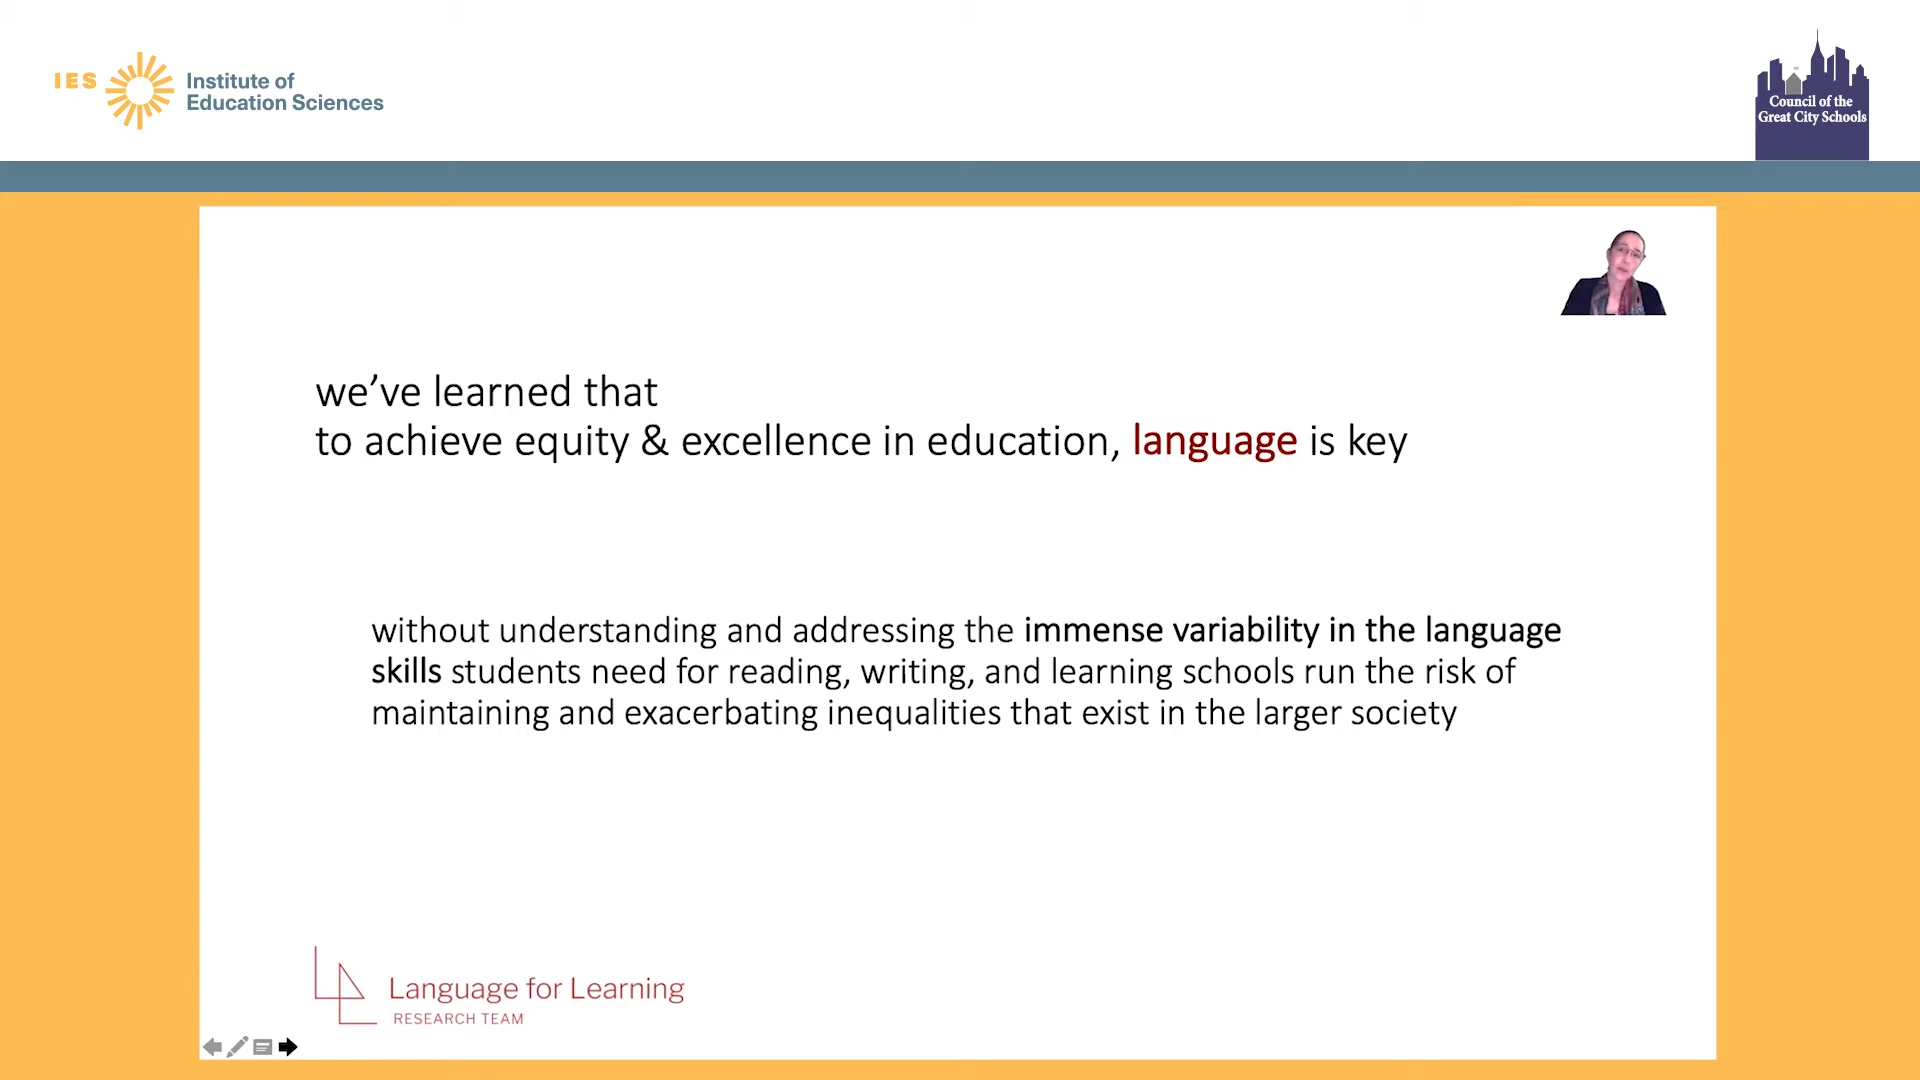 IES
Institute of
Education Sciences
Council of the
Great City Schools
we’ve learned that
to achieve equity & excellence in education, language is key
without understanding and addressing the immense variability in the language
skills students need for reading, writing, and learning schools run the risk of
maintaining and exacerbating inequalities that exist in the larger society
Language for Learning
RESEARCH TEAM